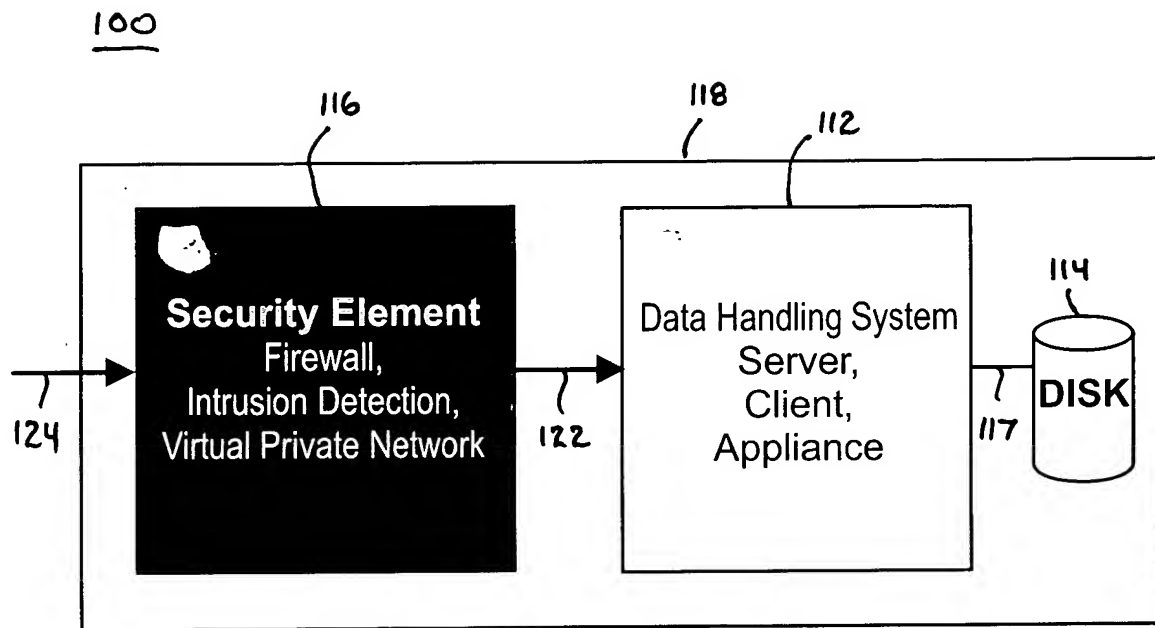 100
116
118
112
Security Element
Firewall,
Intrusion Detection,
Virtual Private Network
Data Handling System
Server,
Client,
Appliance
114
DISK
124
122
117